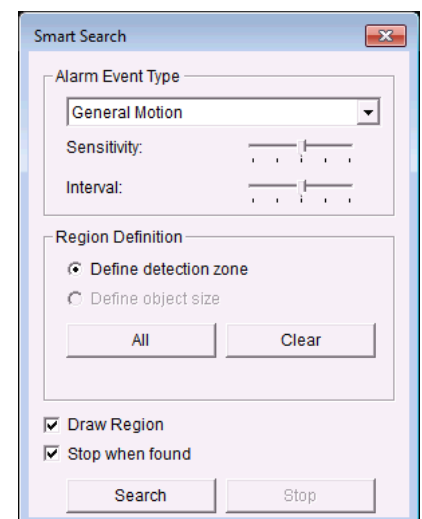 Smart Search
Alarm Event Type
General Motion
Sensitivity:
Interval:
Region Definition
Define detection zone
Define object size
All Clear
Draw Region
Stop when found
Search Stop